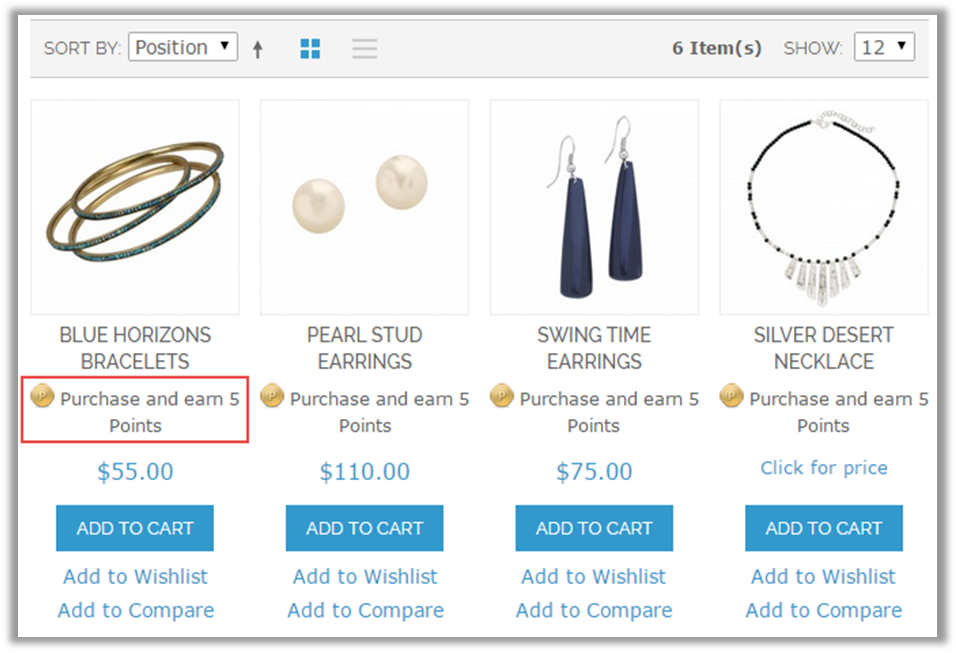 SORT BY: Position 6 Item(s) SHOW: 12
BLUE HORIZONS
BRACELETS
P Purchase and earn 5
Points
$55.00
ADD TO CART
Add to Wishlist
Add to Compare
PEARL STUD
EARRINGS
P Purchase and earn 5
Points
$110.00
ADD TO CART
Add to Wishlist
Add to Compare
SWING TIME
EARRINGS
P Purchase and earn 5
Points
$75.00
ADD TO CART
Add to Wishlist
Add to Compare
SILVER DESERT
NECKLACE
P Purchase and earn 5
Points
Click for price
ADD TO CART
Add to Wishlist
Add to Compare